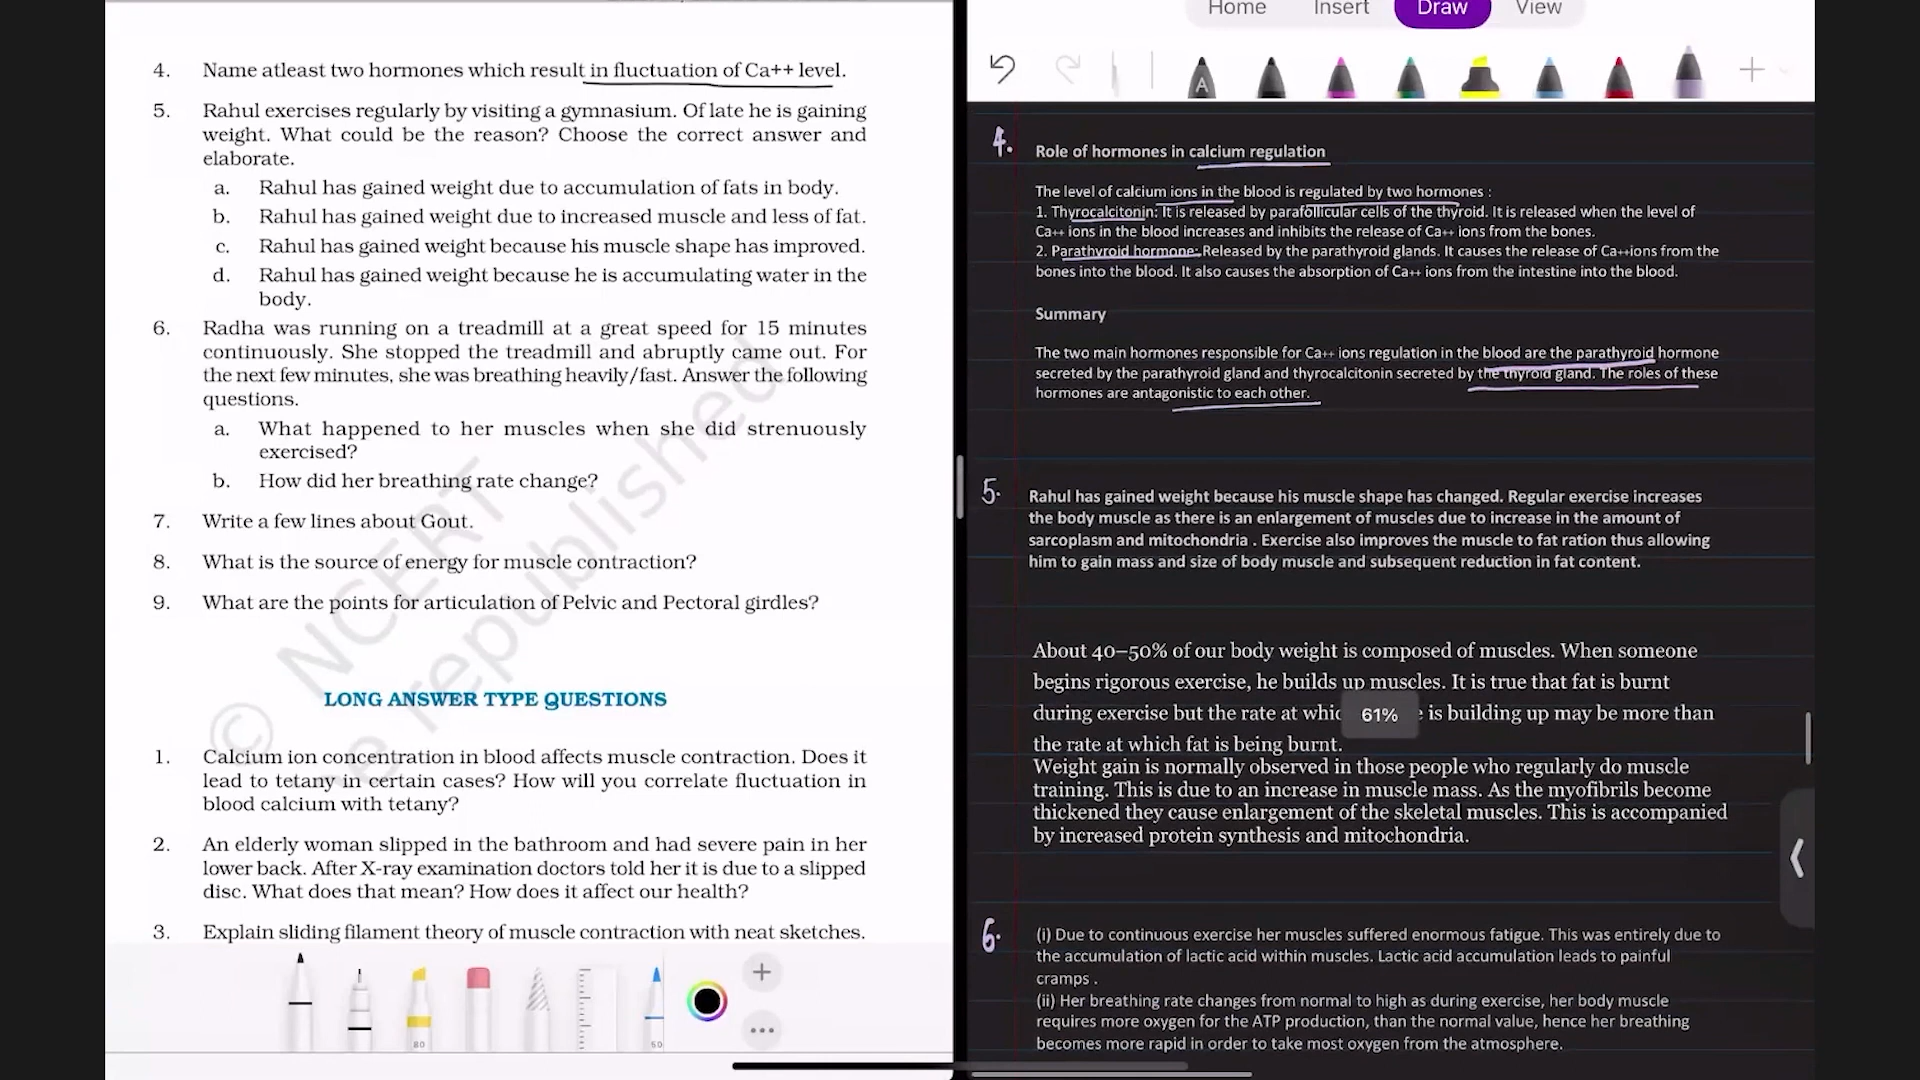 4. Name atleast two hormones which result in fluctuation of Ca++ level.
5. Rahul exercises regularly by visiting a gymnasium. Of late he is gaining
weight. What could be the reason? Choose the correct answer and
elaborate.
a. Rahul has gained weight due to accumulation of fats in body.
b. Rahul has gained weight due to increased muscle and less of fat.
c. Rahul has gained weight because his muscle shape has improved.
d. Rahul has gained weight because he is accumulating water in the
body.
6. Radha was running on a treadmill at a great speed for 15 minutes
continuously. She stopped the treadmill and abruptly came out. For
the next few minutes, she was breathing heavily/fast. Answer the following
questions.
a. What happened to her muscles when she did strenuously
exercised?
b. How did her breathing rate change?
7. Write a few lines about Gout.
8. What is the source of energy for muscle contraction?
9. What are the points for articulation of Pelvic and Pectoral girdles?
© NCERT
be republished
LONG ANSWER TYPE QUESTIONS
1. Calcium ion concentration in blood affects muscle contraction. Does it
lead to tetany in certain cases? How will you correlate fluctuation in
blood calcium with tetany?
2. An elderly woman slipped in the bathroom and had severe pain in her
lower back. After X-ray examination doctors told her it is due to a slipped
disc. What does that mean? How does it affect our health?
3. Explain sliding filament theory of muscle contraction with neat sketches.
80
50
Home Insert Draw View
A
4. Role of hormones in calcium regulation
The level of calcium ions in the blood is regulated by two hormones :
1. Thyrocalcitonin: It is released by parafollicular cells of the thyroid. It is released when the level of
Ca++ ions in the blood increases and inhibits the release of Ca++ ions from the bones.
2. Parathyroid hormone: Released by the parathyroid glands. It causes the release of Ca++ions from the
bones into the blood. It also causes the absorption of Ca++ ions from the intestine into the blood.
Summary
The two main hormones responsible for Ca++ ions regulation in the blood are the parathyroid hormone
secreted by the parathyroid gland and thyrocalcitonin secreted by the thyroid gland. The roles of these
hormones are antagonistic to each other.
5. Rahul has gained weight because his muscle shape has changed. Regular exercise increases
the body muscle as there is an enlargement of muscles due to increase in the amount of
sarcoplasm and mitochondria . Exercise also improves the muscle to fat ration thus allowing
him to gain mass and size of body muscle and subsequent reduction in fat content.
About 40–50% of our body weight is composed of muscles. When someone
begins rigorous exercise, he builds up muscles. It is true that fat is burnt
during exercise but the rate at 61% is building up may be more than
the rate at which fat is being burnt.
Weight gain is normally observed in those people who regularly do muscle
training. This is due to an increase in muscle mass. As the myofibrils become
thickened they cause enlargement of the skeletal muscles. This is accompanied
by increased protein synthesis and mitochondria.
6. (i) Due to continuous exercise her muscles suffered enormous fatigue. This was entirely due to
the accumulation of lactic acid within muscles. Lactic acid accumulation leads to painful
cramps .
(ii) Her breathing rate changes from normal to high as during exercise, her body muscle
requires more oxygen for the ATP production, than the normal value, hence her breathing
becomes more rapid in order to take most oxygen from the atmosphere.